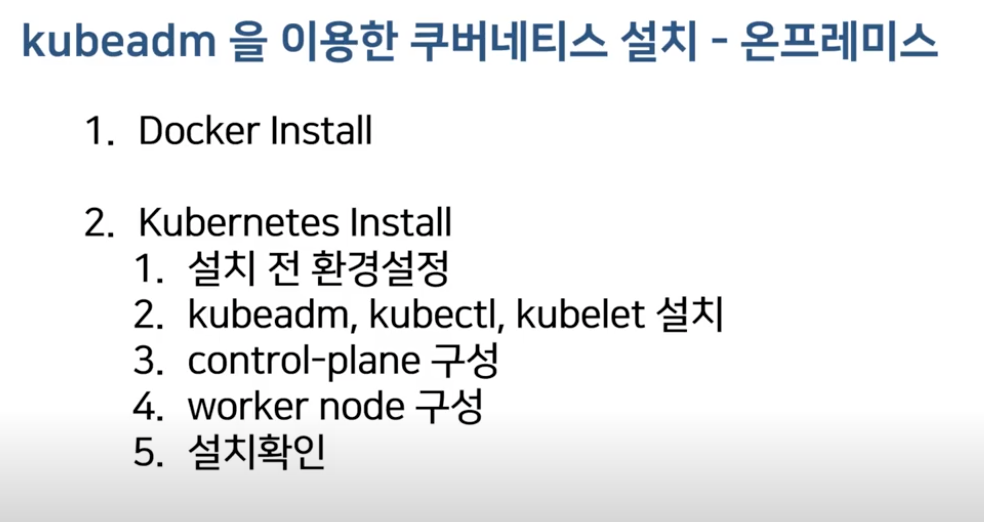 kubeadm 을 이용한 쿠버네티스 설치 - 온프레미스
1. Docker Install
2. Kubernetes Install
1. 설치 전 환경설정
2. kubeadm, kubectl, kubelet 설치
3. control-plane 구성
4. worker node 구성
5. 설치확인